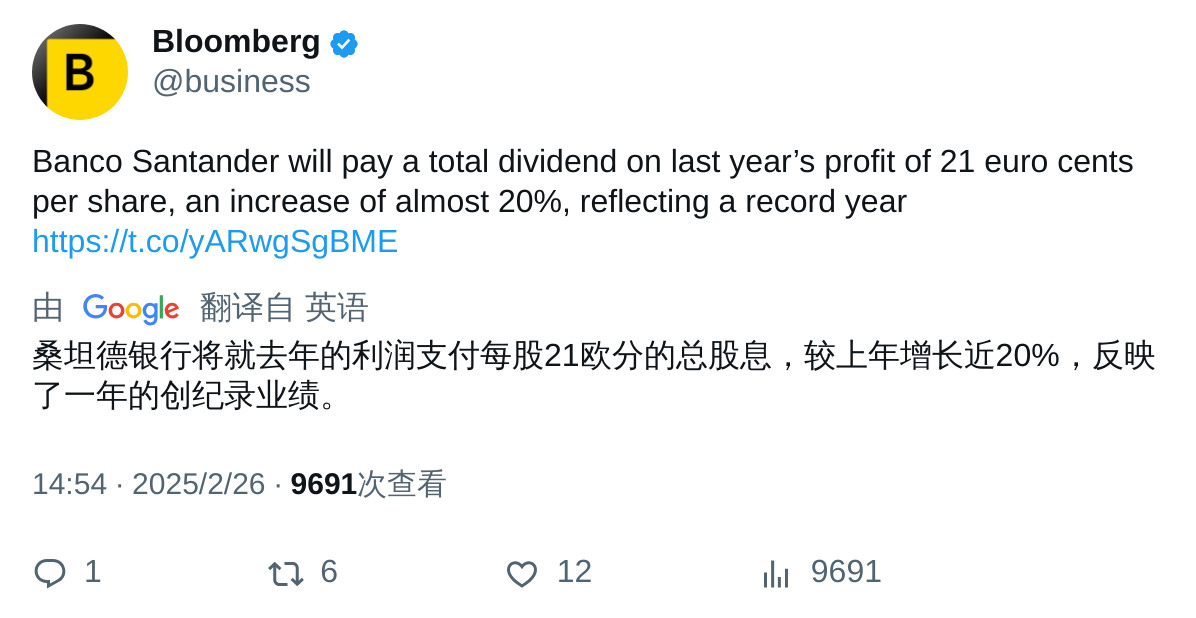 B
Bloomberg
@business
Banco Santander will pay a total dividend on last year’s profit of 21 euro cents
per share, an increase of almost 20%, reflecting a record year
https://t.co/yARwgSgBME
由 Google 翻译自 英语
桑坦德银行将就去年的利润支付每股21欧分的总股息，较上年增长近20%，反映
了一年的创纪录业绩。
14:54 · 2025/2/26 · 9691次查看
1 6 12 9691